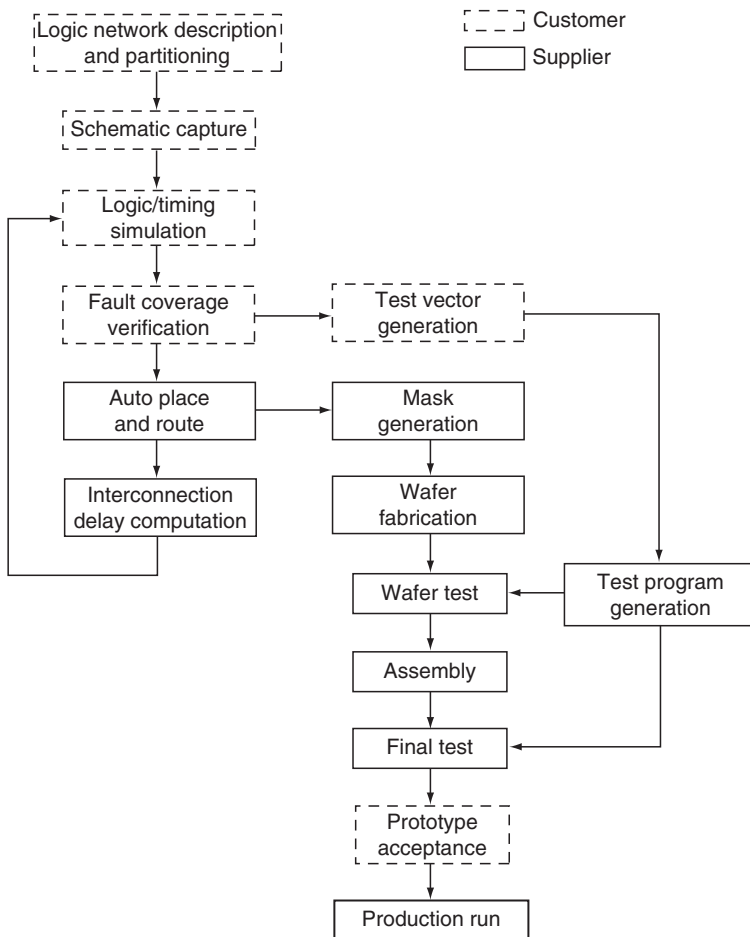 Logic network description
and partitioning
Customer
Supplier
Schematic capture
Logic/timing
simulation
Fault coverage
verification
Test vector
generation
Auto place
and route
Mask
generation
Interconnection
delay computation
Wafer
fabrication
Wafer test
Test program
generation
Assembly
Final test
Prototype
acceptance
Production run